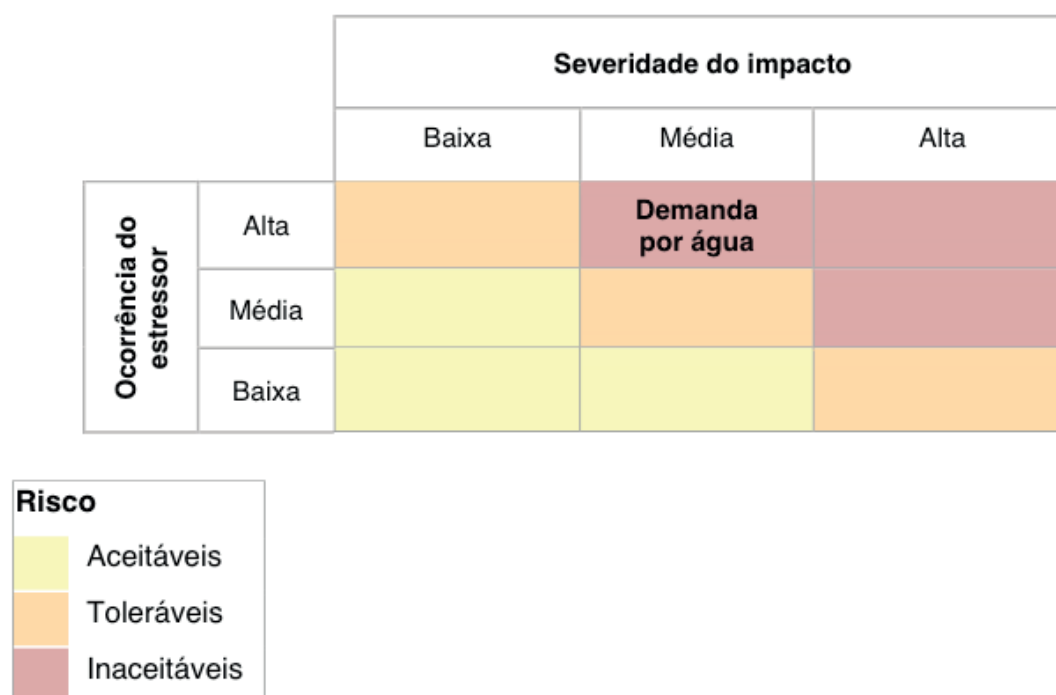 Severidade do impacto
Baixa
Média
Alta
Ocorrência do
estressor
Alta
Demanda
por água
Média
Baixa
Risco
Aceitáveis
Toleráveis
Inaceitáveis